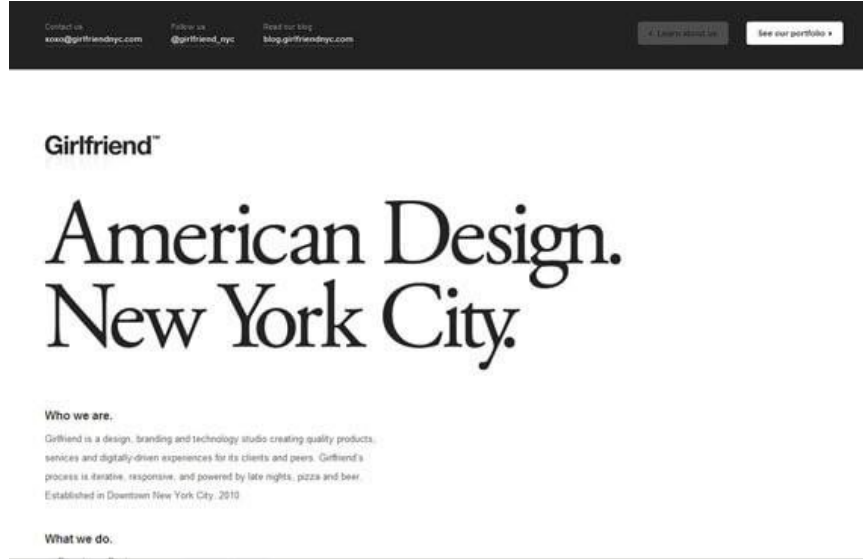 Contact us
xoxo@girlfriendnyc.com
Follow us
@girlfriend_nyc
Read our blog
blog.girlfriendnyc.com
Learn about us
See our portfolio
Girlfriend™
American Design.
New York City.
Who we are.
Girlfriend is a design, branding and technology studio creating quality products,
services and digitally-driven experiences for its clients and peers. Girlfriend's
process is iterative, responsive, and powered by late nights, pizza and beer.
Established in Downtown New York City, 2010
What we do.